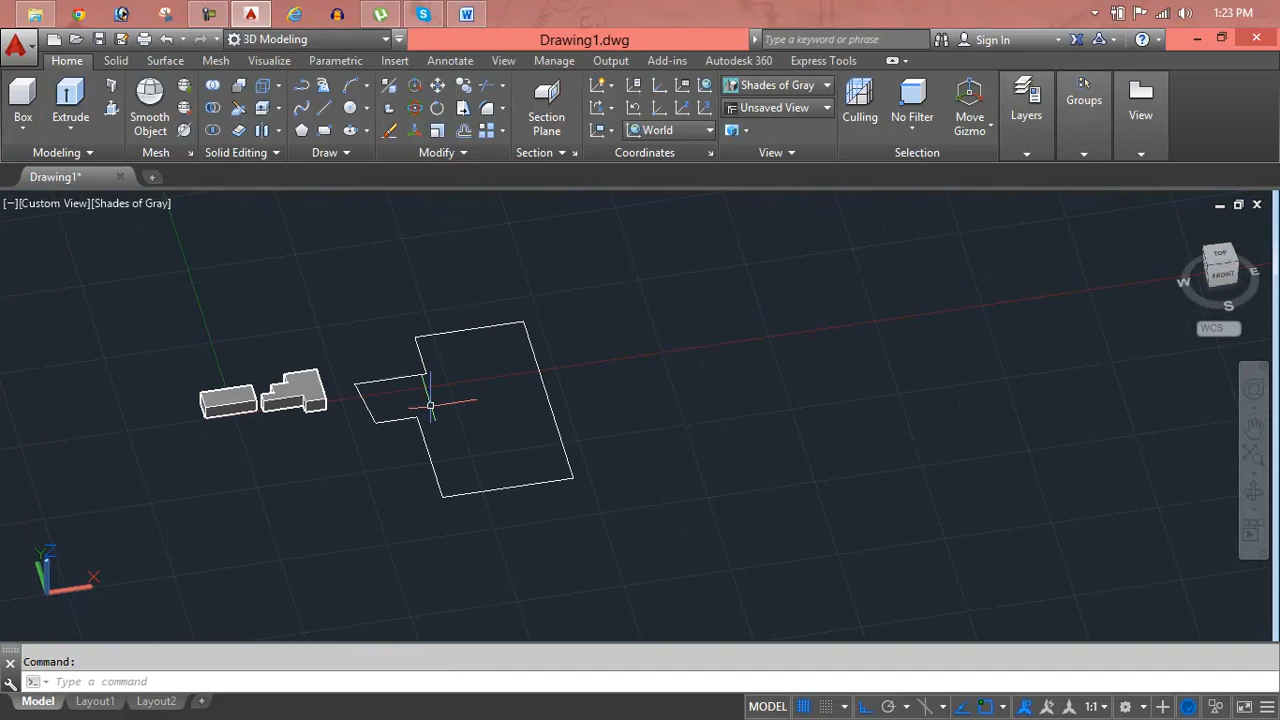 1:23 PM
3D Modeling
Drawing1.dwg
Type a keyword or phrase
Sign In
Home Solid Surface Mesh Visualize Parametric Insert Annotate View Manage Output Add-ins Autodesk 360 Express Tools
Box
Extrude
Smooth
Object
Section
Plane
Shades of Gray
Unsaved View
World
Culling
No Filter
Move
Gizmo
Layers
Groups
View
Modeling
Mesh
Solid Editing
Draw
Modify
Section
Coordinates
View
Selection
Drawing1*
[−][Custom View][Shades of Gray]
TOP
FRONT
W
E
S
WCS
Y
Z
X
Command:
Type a command
Model Layout1 Layout2 +
MODEL
1:1